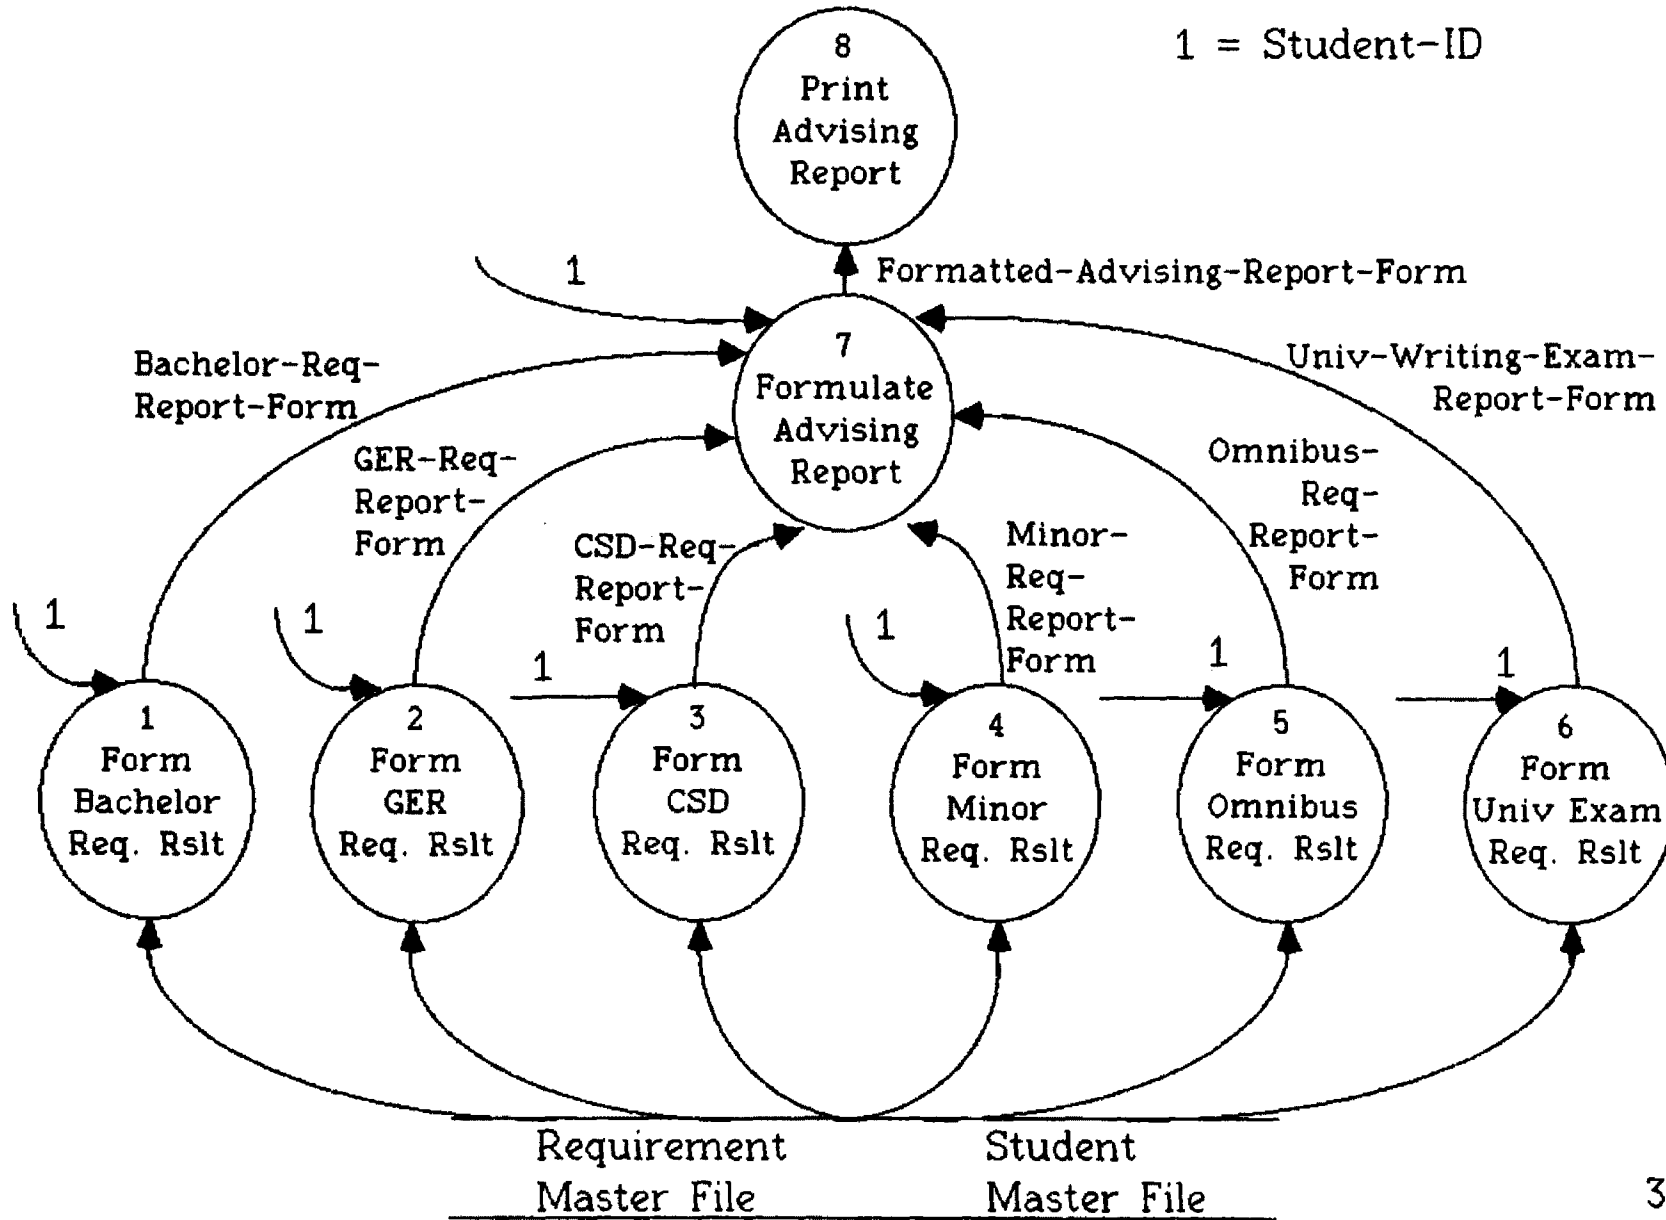 8
Print
Advising
Report
1 = Student-ID
1
Formatted-Advising-Report-Form
7
Formulate
Advising
Report
Bachelor-Req-
Report-Form
Univ-Writing-Exam-
Report-Form
GER-Req-
Report-
Form
CSD-Req-
Report-
Form
Minor-
Req-
Report-
Form
Omnibus-
Req-
Report-
Form
1
1
1
1
1
1
1
Form
Bachelor
Req. Rslt
2
Form
GER
Req. Rslt
3
Form
CSD
Req. Rslt
4
Form
Minor
Req. Rslt
5
Form
Omnibus
Req. Rslt
6
Form
Univ Exam
Req. Rslt
Requirement
Master File
Student
Master File
3